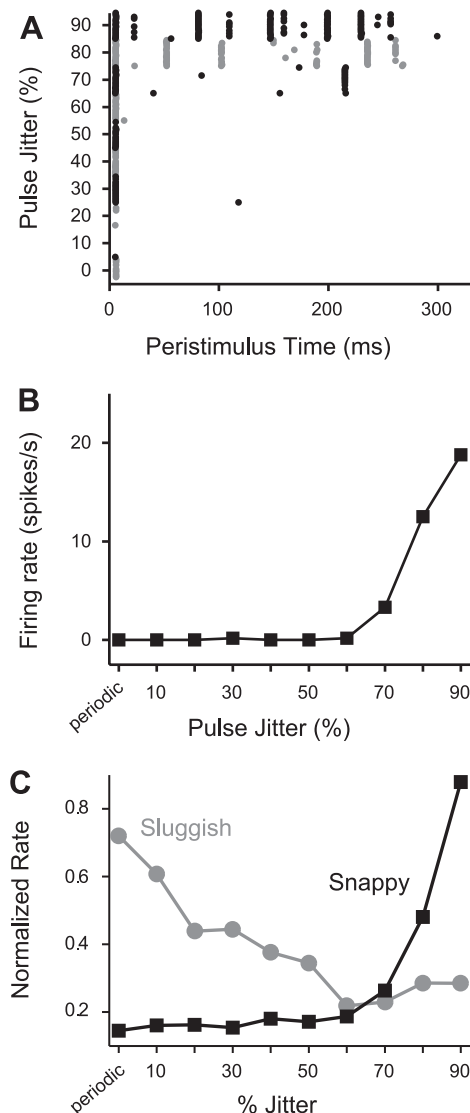 A
Pulse Jitter (%)
90
80
70
60
50
40
30
20
10
0
0 100 200 300
Peristimulus Time (ms)
B
Firing rate (spikes/s)
20
10
0
periodic 10 30 50 70 90
Pulse Jitter (%)
C
Normalized Rate
0.8
0.6
0.4
0.2
Sluggish
Snappy
periodic 10 30 50 70 90
% Jitter